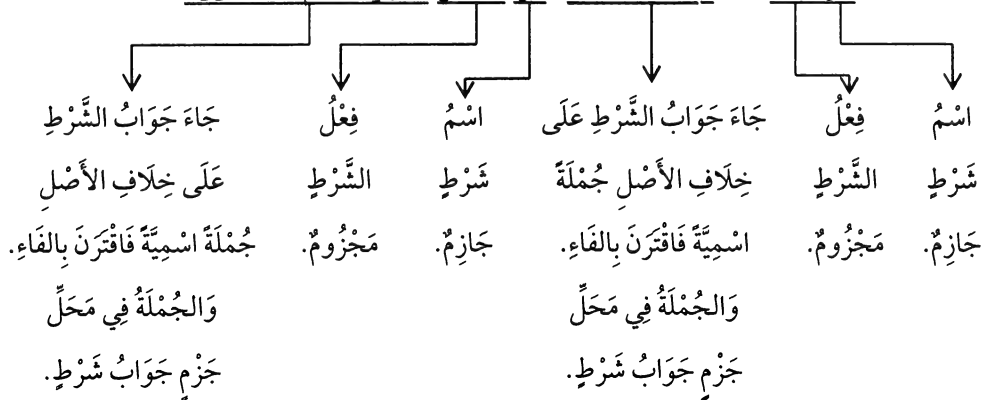 اسْمُ
شَرْطٍ
جَازِمٌ.
فِعْلُ
الشَّرْطِ
مَجْزُومٌ.
جَاءَ جَوَابُ الشَّرْطِ عَلَى
خِلَافِ الأَصْلِ جُمْلَةً
اسْمِيَّةً فَاقْتَرَنَ بِالفَاءِ.
وَالجُمْلَةُ فِي مَحَلِّ
جَزْمٍ جَوَابُ شَرْطٍ.
اسْمُ
شَرْطٍ
جَازِمٌ.
فِعْلُ
الشَّرْطِ
مَجْزُومٌ.
جَاءَ جَوَابُ الشَّرْطِ
عَلَى خِلَافِ الأَصْلِ
جُمْلَةً اسْمِيَّةً فَاقْتَرَنَ بِالفَاءِ.
وَالجُمْلَةُ فِي مَحَلِّ
جَزْمٍ جَوَابُ شَرْطٍ.